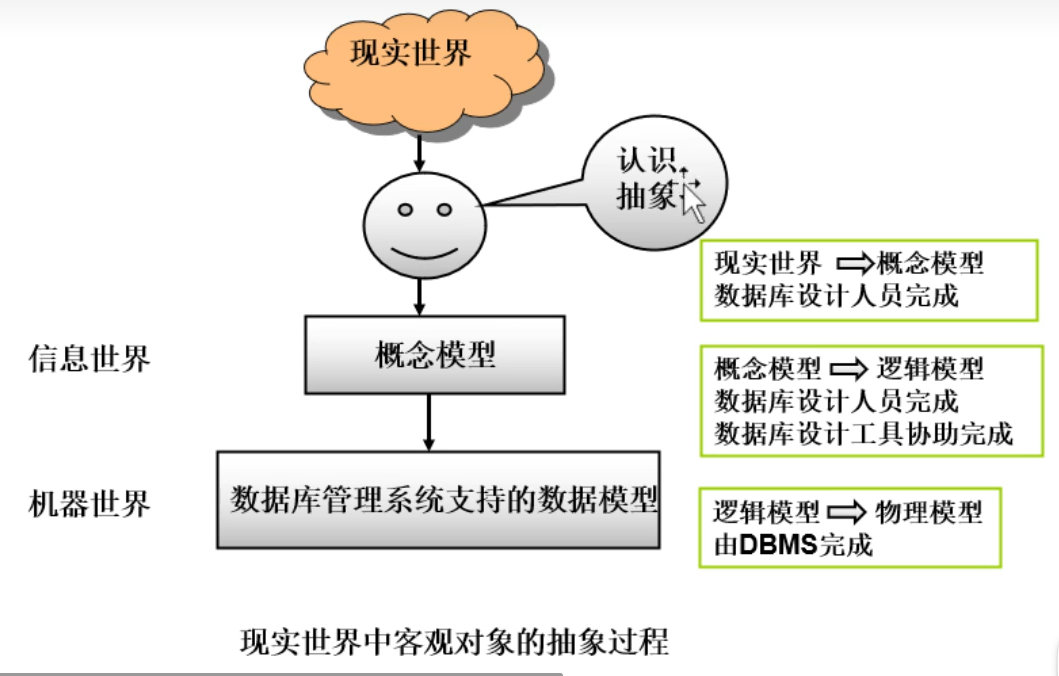 现实世界
认识
抽象
现实世界 ⇨概念模型
数据库设计人员完成
信息世界
概念模型
概念模型 ⇨ 逻辑模型
数据库设计人员完成
数据库设计工具协助完成
机器世界
数据库管理系统支持的数据模型
逻辑模型 ⇨ 物理模型
由DBMS完成
现实世界中客观对象的抽象过程